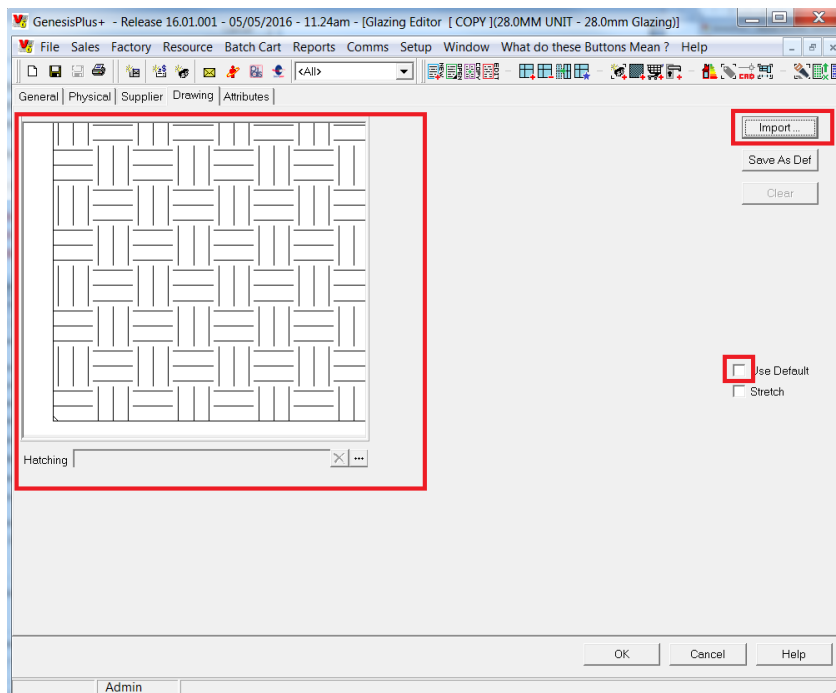 GenesisPlus+ - Release 16.01.001 - 05/05/2016 - 11.24am - [Glazing Editor [ COPY ](28.0MM UNIT - 28.0mm Glazing)]
File Sales Factory Resource Batch Cart Reports Comms Setup Window What do these Buttons Mean ? Help
<All>
General Physical Supplier Drawing Attributes
Import ...
Save As Def
Clear
Use Default
Stretch
Hatching
OK Cancel Help
Admin